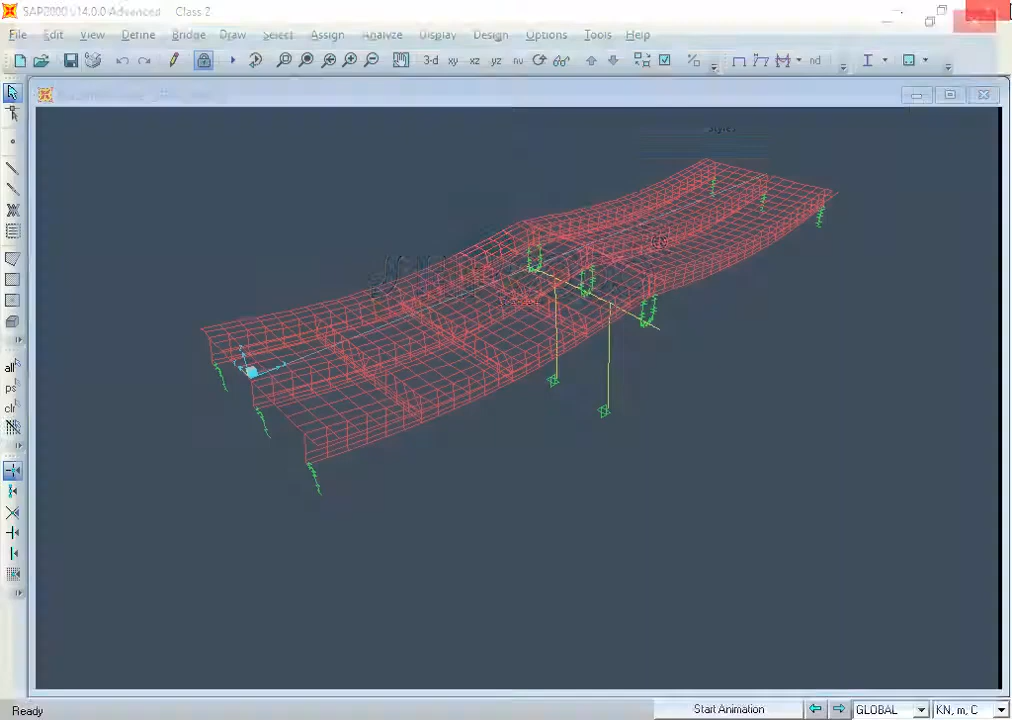 SAP2000 v14.0.0 Advanced    Class 2
File Edit View Define Bridge Draw Select Assign Analyze Display Design Options Tools Help
3-d xy xz yz nv nd
all
ps
clr
Ready Start Animation GLOBAL KN, m, C